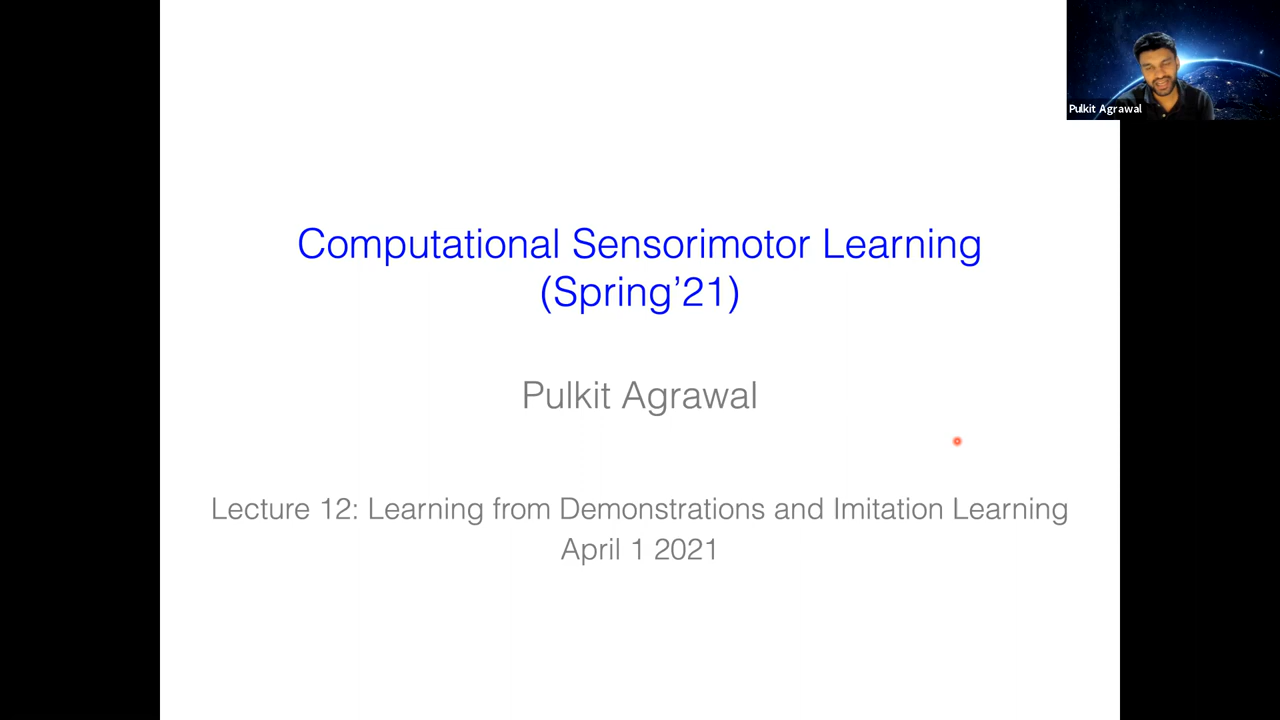 Pulkit Agrawal
Computational Sensorimotor Learning
(Spring’21)
Pulkit Agrawal
Lecture 12: Learning from Demonstrations and Imitation Learning
April 1 2021